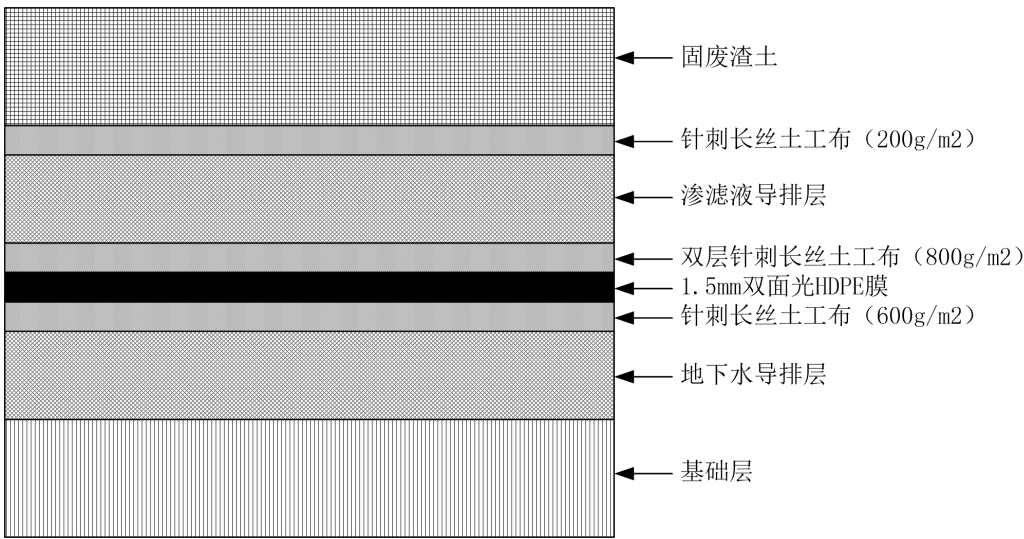 固废渣土
针刺长丝土工布（200g/m2）
渗滤液导排层
双层针刺长丝土工布（800g/m2）
1.5mm双面光HDPE膜
针刺长丝土工布（600g/m2）
地下水导排层
基础层